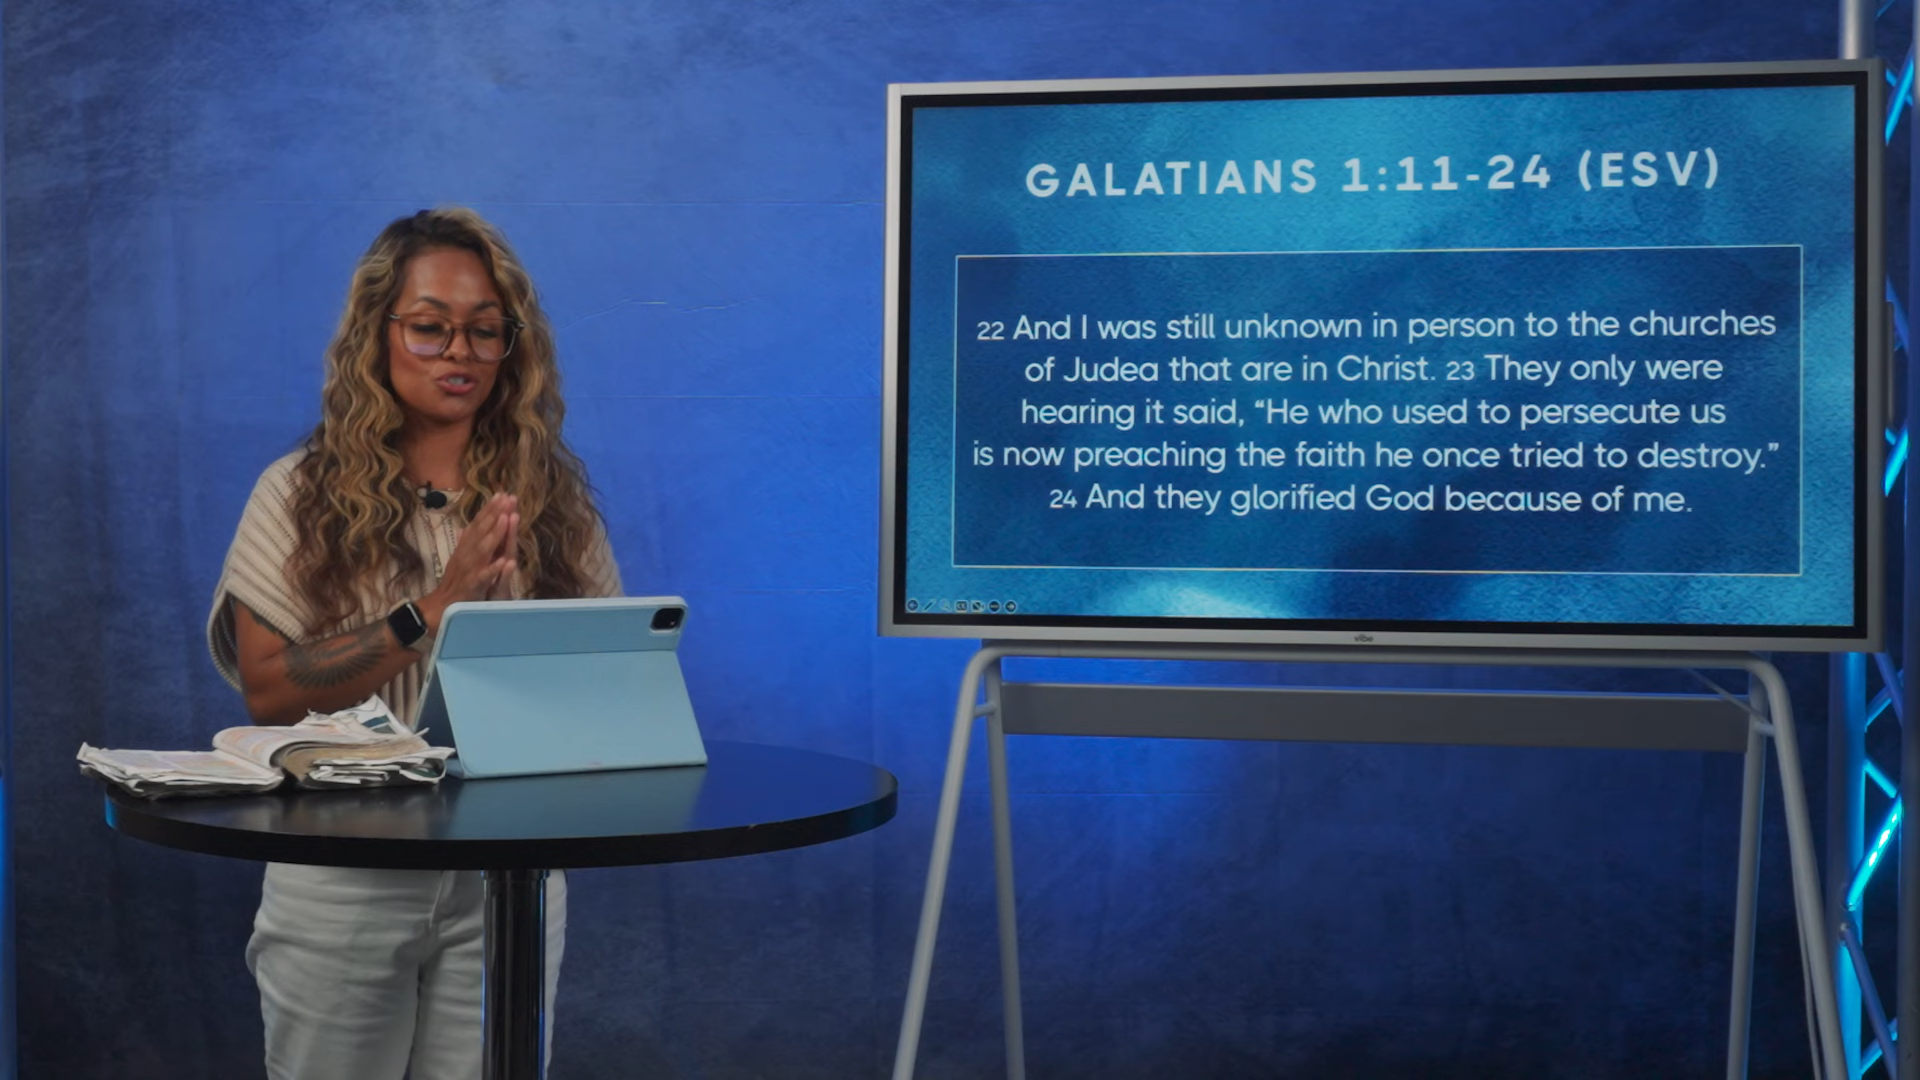 GALATIANS 1:11-24 (ESV)
22 And I was still unknown in person to the churches
of Judea that are in Christ. 23 They only were
hearing it said, “He who used to persecute us
is now preaching the faith he once tried to destroy.”
24 And they glorified God because of me.
vibe